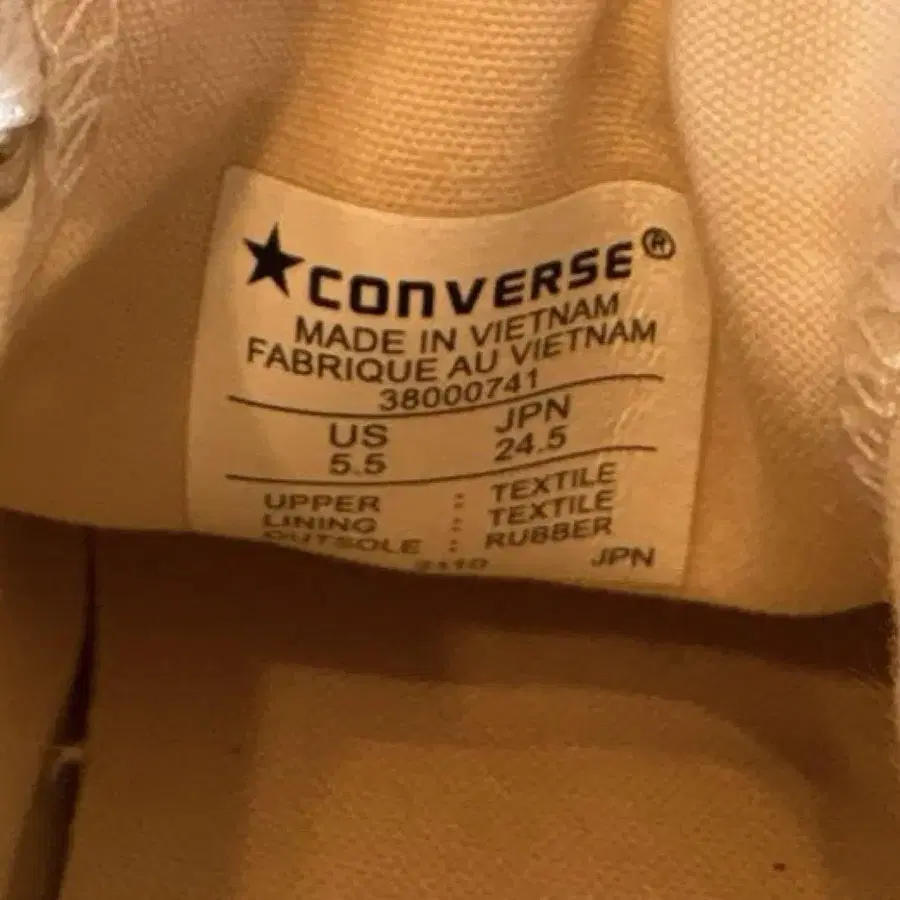 ★CONVERSE®
MADE IN VIETNAM
FABRIQUE AU VIETNAM
38000741
US JPN
5.5 24.5
UPPER : TEXTILE
LINING : TEXTILE
OUTSOLE : RUBBER
JPN